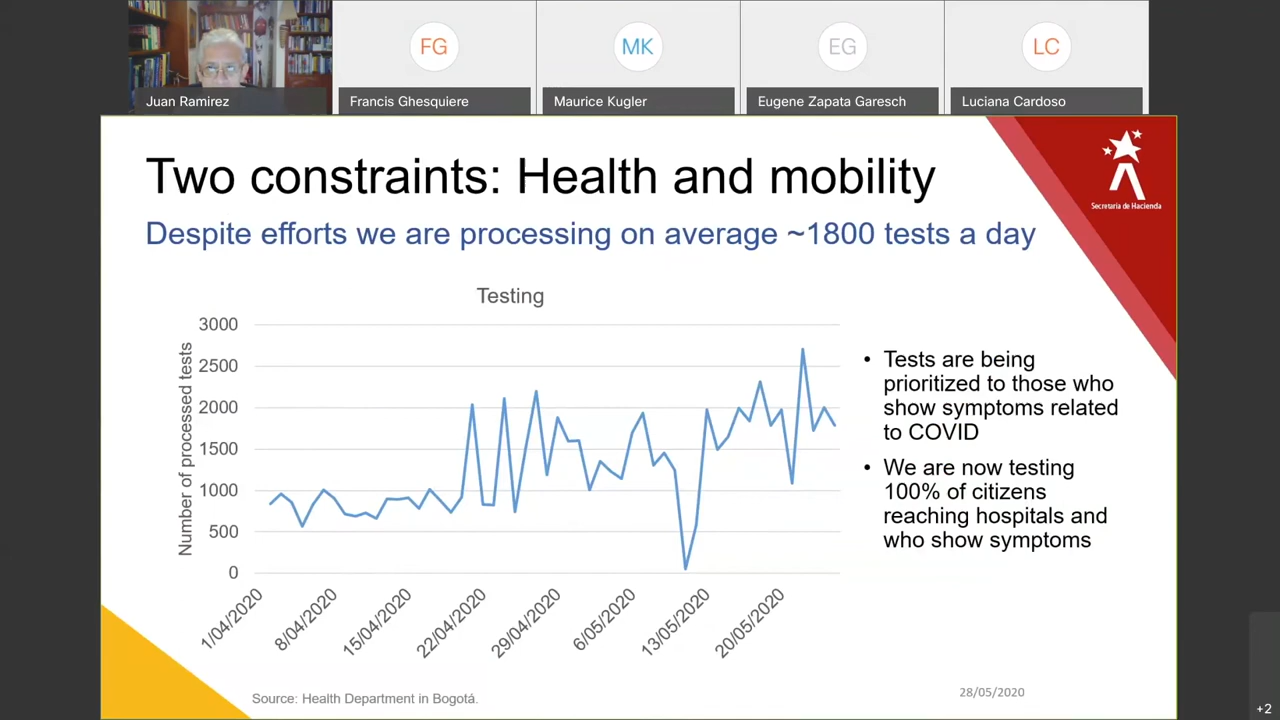 FG
MK
EG
LC
Juan Ramirez
Francis Ghesquiere
Maurice Kugler
Eugene Zapata Garesch
Luciana Cardoso
Two constraints: Health and mobility
Secretaría de Hacienda
Despite efforts we are processing on average ~1800 tests a day
Testing
Number of processed tests
3000
2500
2000
1500
1000
500
0
1/04/2020
8/04/2020
15/04/2020
22/04/2020
29/04/2020
6/05/2020
13/05/2020
20/05/2020
• Tests are being
prioritized to those who
show symptoms related
to COVID
• We are now testing
100% of citizens
reaching hospitals and
who show symptoms
Source: Health Department in Bogotá.
28/05/2020
+2